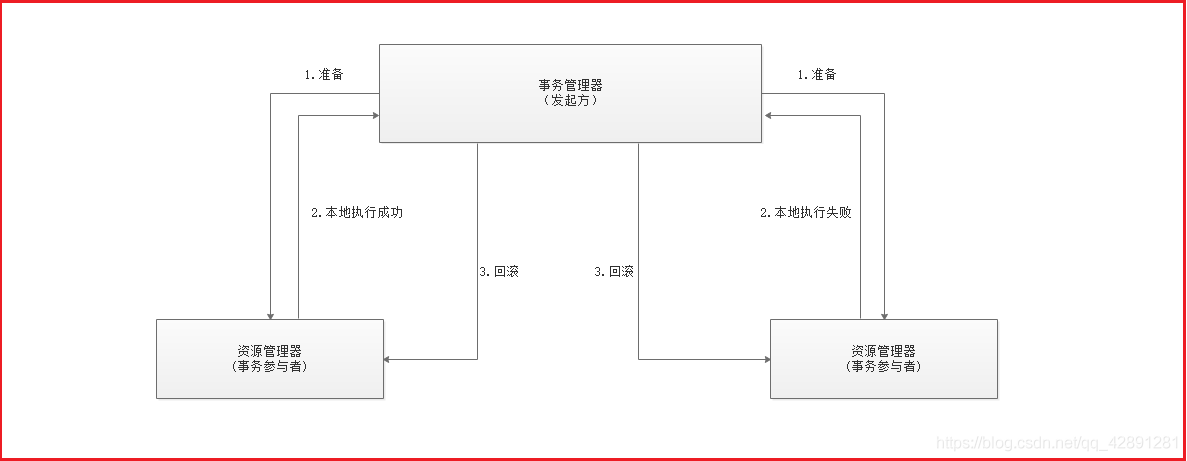 1.准备
1.准备
事务管理器
（发起方）
2.本地执行成功
2.本地执行失败
3.回滚
3.回滚
资源管理器
(事务参与者)
资源管理器
(事务参与者)
https://blog.csdn.net/qq_42891281